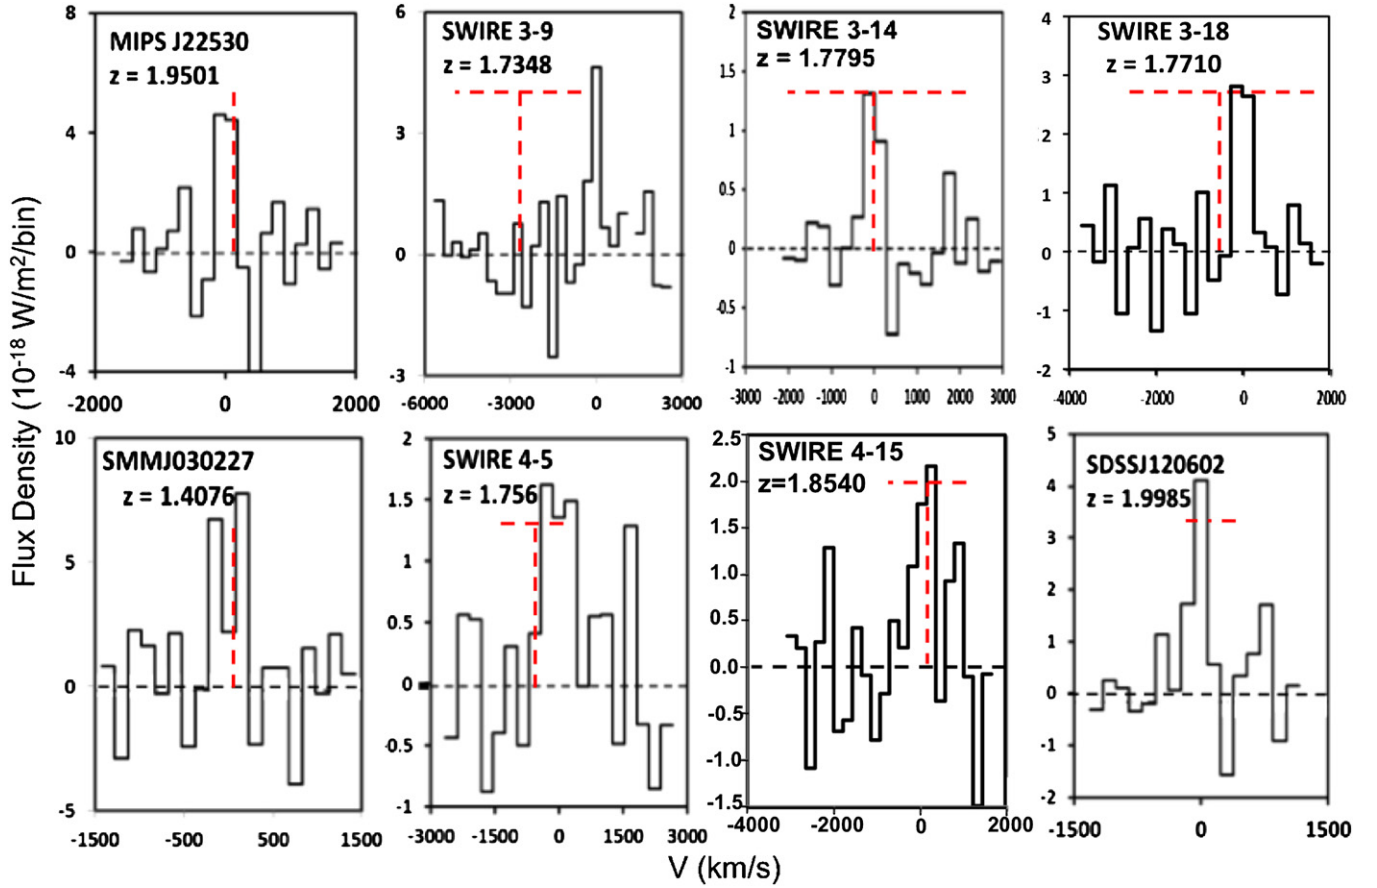 Flux Density (10-18 W/m2/bin)
MIPS J22530
z = 1.9501
8
4
0
-4
-2000 0 2000
SWIRE 3-9
z = 1.7348
6
3
0
-3
-6000 -3000 0 3000
SWIRE 3-14
z = 1.7795
2
1.5
1
0.5
0
-0.5
-1
-3000 -2000 -1000 0 1000 2000 3000
SWIRE 3-18
z = 1.7710
4
3
2
1
0
-1
-2
-4000 -2000 0 2000
SMMJ030227
z = 1.4076
10
5
0
-5
-1500 -500 500 1500
SWIRE 4-5
z = 1.756
2
1.5
1
0.5
0
-0.5
-1
-3000 -1500 0 1500 3000
SWIRE 4-15
z=1.8540
2.5
2.0
1.5
1.0
0.5
0.0
-0.5
-1.0
-1.5
-4000 -2000 0 2000
SDSSJ120602
z = 1.9985
5
4
3
2
1
0
-1
-2
-1500 0 1500
V (km/s)